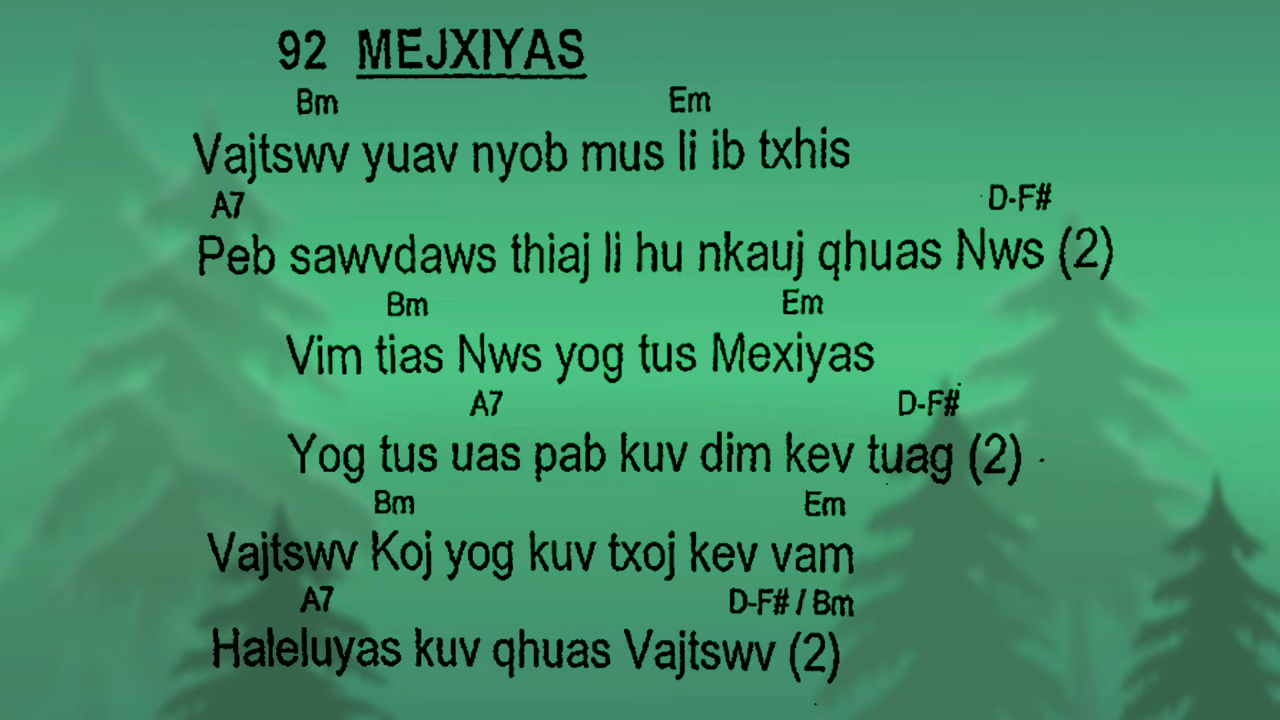 92 MEJXIYAS
Bm Em
Vajtswv yuav nyob mus li ib txhis
A7 D-F#
Peb sawvdaws thiaj li hu nkauj qhuas Nws (2)
Bm Em
Vim tias Nws yog tus Mexiyas
A7 D-F#
Yog tus uas pab kuv dim kev tuag (2)
Bm Em
Vajtswv Koj yog kuv txoj kev vam
A7 D-F# / Bm
Haleluyas kuv qhuas Vajtswv (2)